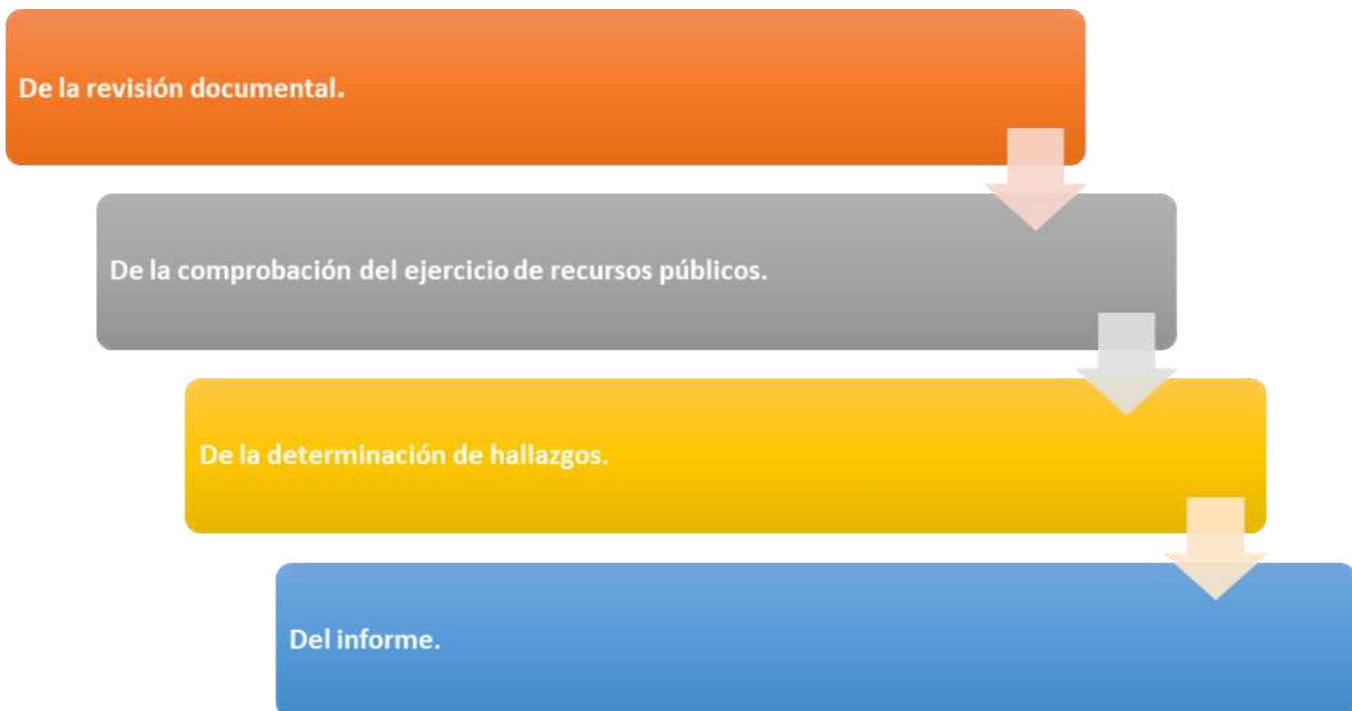 De la revisión documental.
De la comprobación del ejercicio de recursos públicos.
De la determinación de hallazgos.
Del informe.